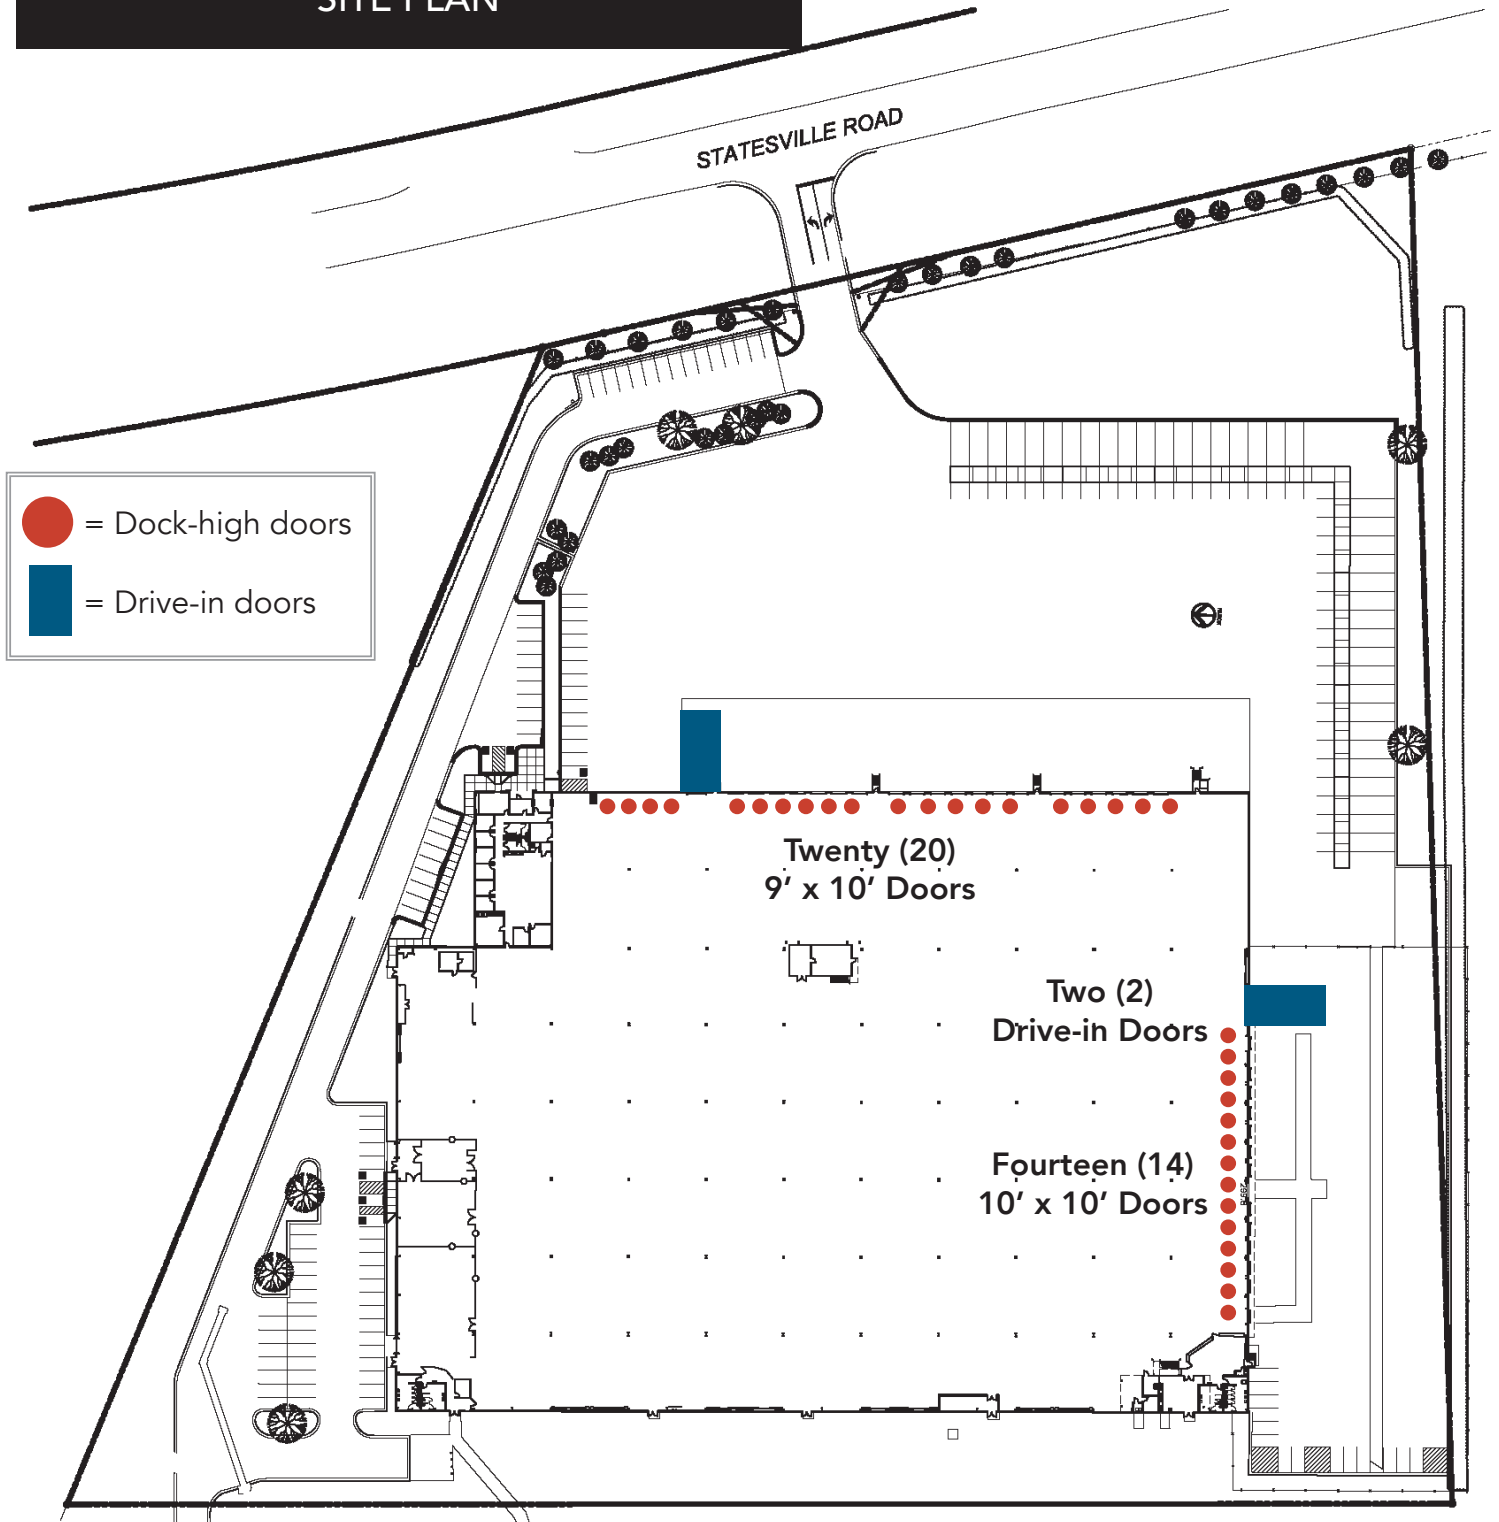 SITE PLAN
STATESVILLE ROAD
= Dock-high doors
= Drive-in doors
Twenty (20)
9’ x 10’ Doors
Two (2)
Drive-in Doors
Fourteen (14)
10’ x 10’ Doors